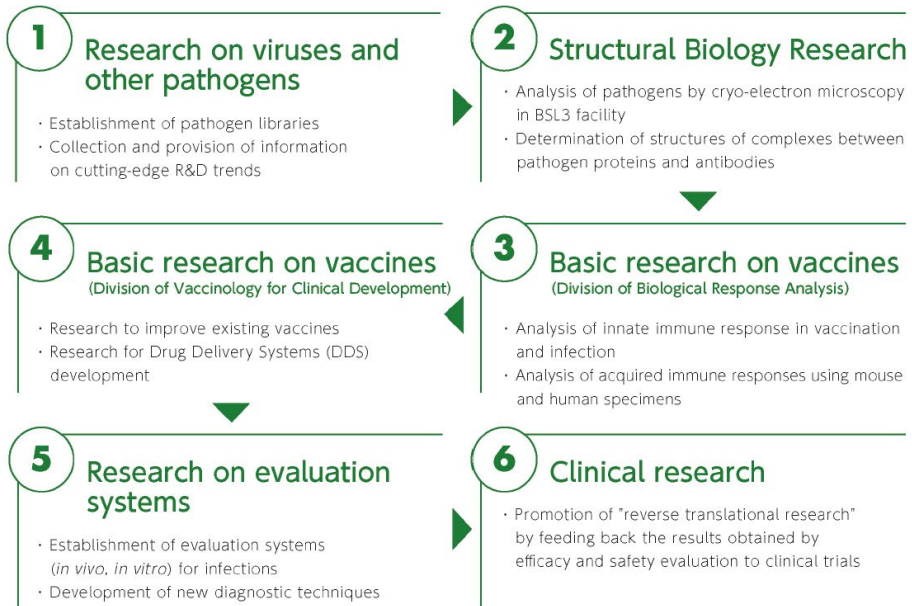 1
Research on viruses and
other pathogens
· Establishment of pathogen libraries
· Collection and provision of information
on cutting-edge R&D trends
2
Structural Biology Research
· Analysis of pathogens by cryo-electron microscopy
in BSL3 facility
· Determination of structures of complexes between
pathogen proteins and antibodies
3
Basic research on vaccines
(Division of Biological Response Analysis)
· Analysis of innate immune response in vaccination
and infection
· Analysis of acquired immune responses using mouse
and human specimens
4
Basic research on vaccines
(Division of Vaccinology for Clinical Development)
· Research to improve existing vaccines
· Research for Drug Delivery Systems (DDS)
development
5
Research on evaluation
systems
· Establishment of evaluation systems
(in vivo, in vitro) for infections
· Development of new diagnostic techniques
6
Clinical research
· Promotion of "reverse translational research"
by feeding back the results obtained by
efficacy and safety evaluation to clinical trials